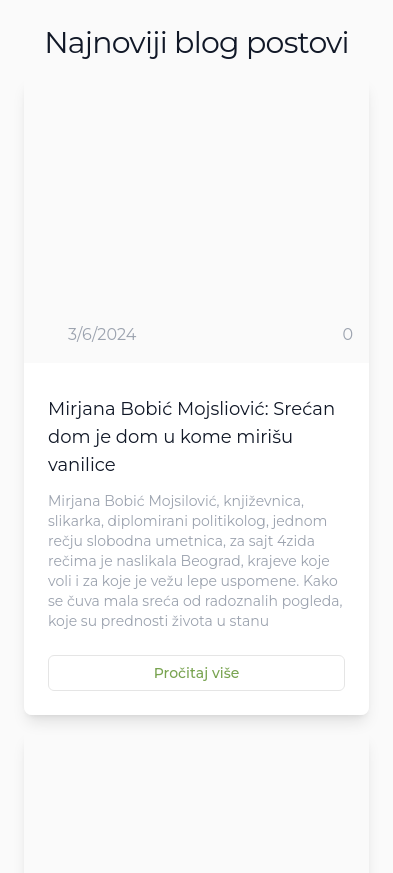 Najnoviji blog postovi
3/6/2024 0
Mirjana Bobić Mojsliović: Srećan
dom je dom u kome mirišu
vanilice
Mirjana Bobić Mojsilović, književnica,
slikarka, diplomirani politikolog, jednom
rečju slobodna umetnica, za sajt 4zida
rečima je naslikala Beograd, krajeve koje
voli i za koje je vežu lepe uspomene. Kako
se čuva mala sreća od radoznalih pogleda,
koje su prednosti života u stanu
Pročitaj više